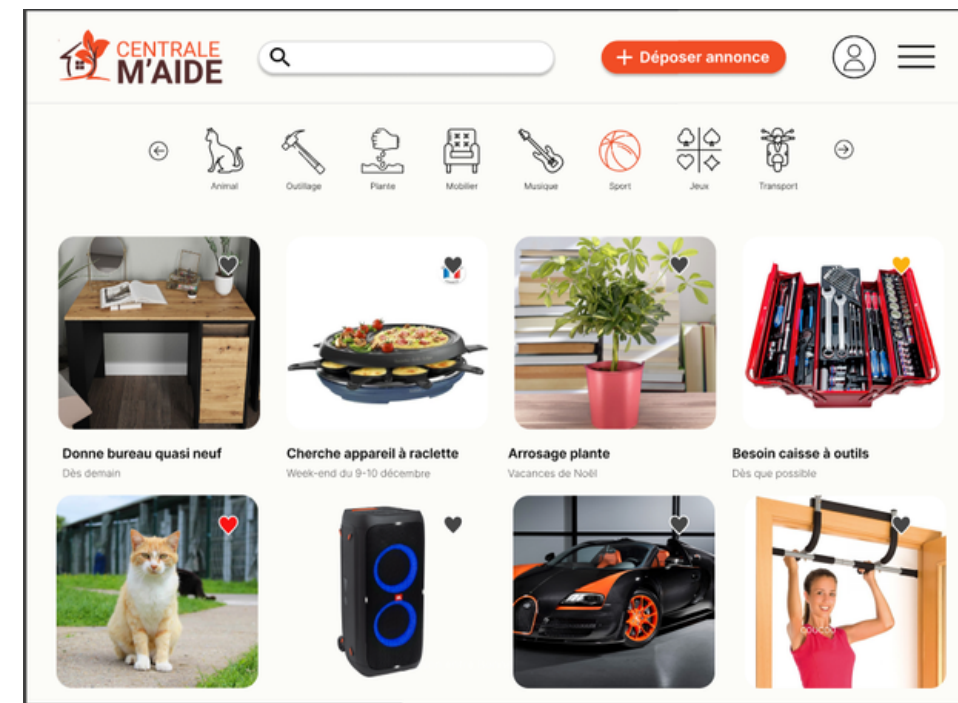 CENTRALE
M'AIDE
+ Déposer annonce
Animal
Outillage
Plante
Mobilier
Musique
Sport
Jeux
Transport
Donne bureau quasi neuf
Dès demain
Cherche appareil à raclette
Week-end du 9-10 décembre
Arrosage plante
Vacances de Noël
Besoin caisse à outils
Dès que possible